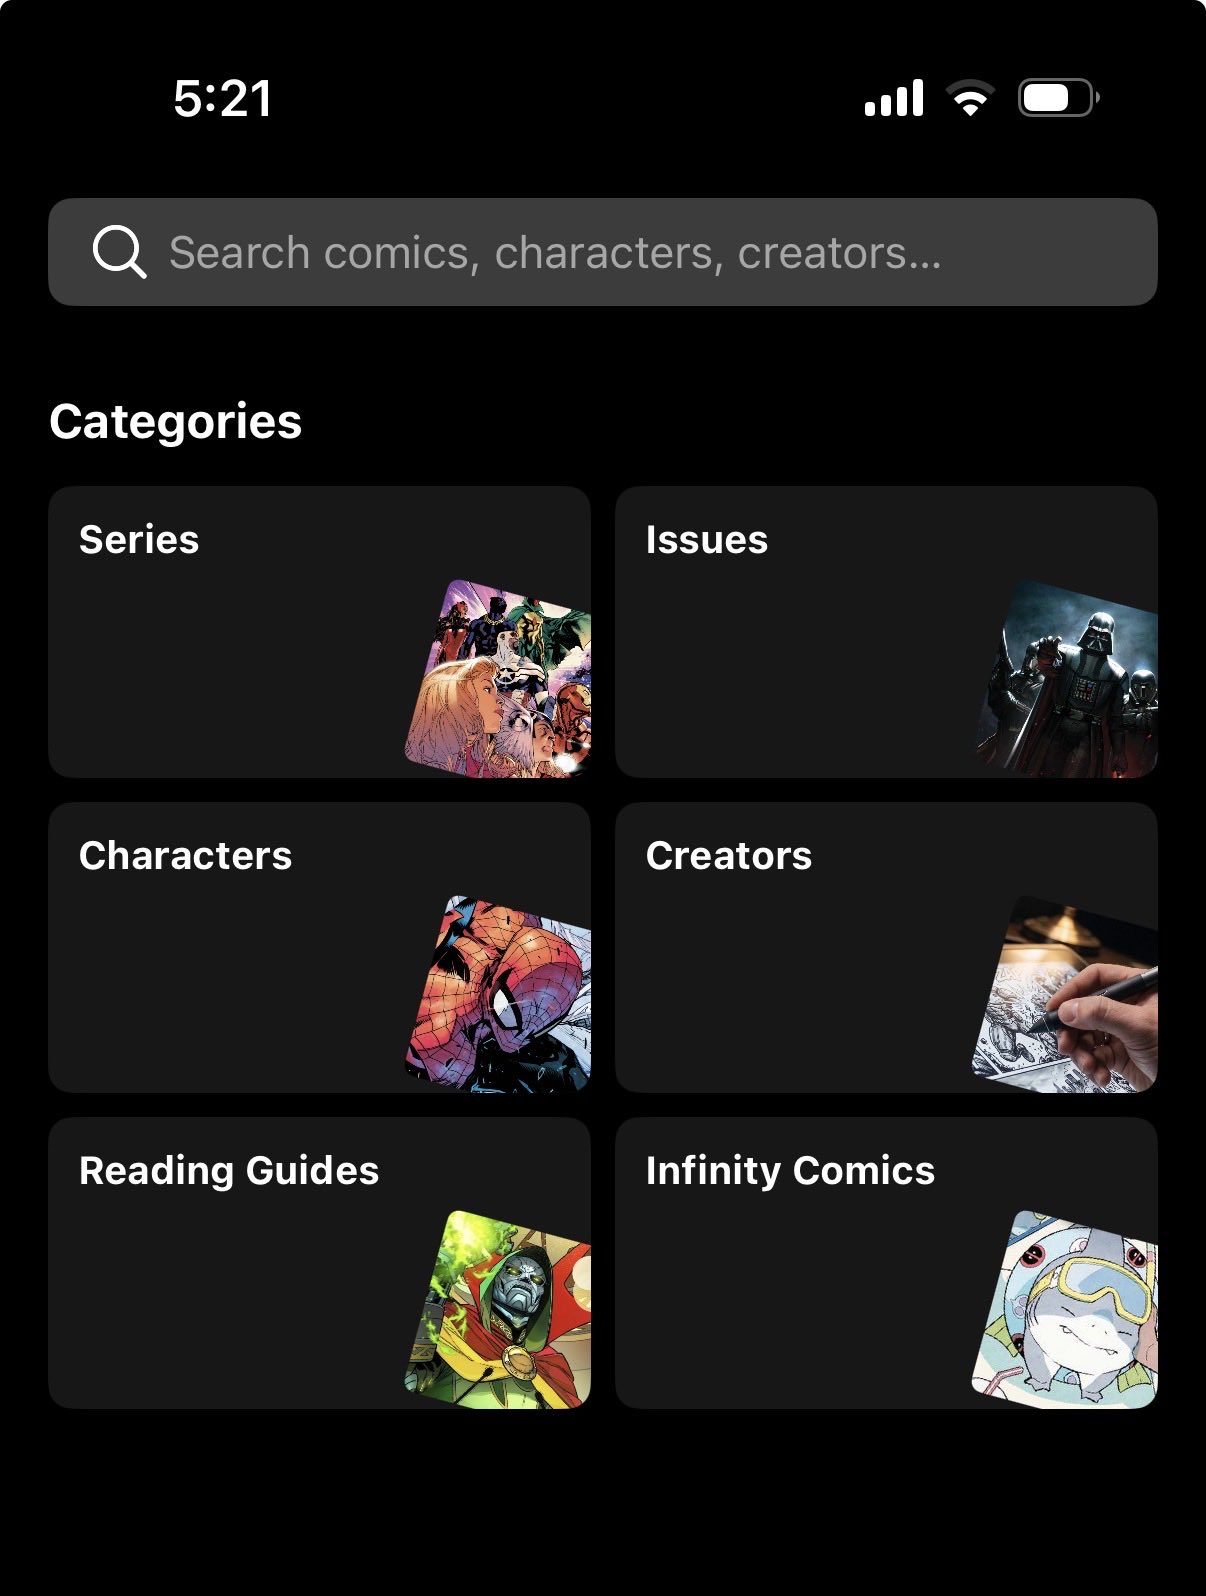 5:21
Search comics, characters, creators...
Categories
Series
Issues
Characters
Creators
Reading Guides
Infinity Comics